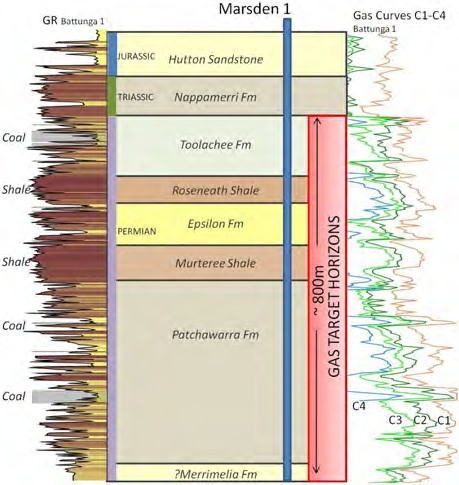 Marsden 1
GR Battunga 1
Gas Curves C1-C4
Battunga 1
JURASSIC
Hutton Sandstone
TRIASSIC
Nappamerri Fm
Coal
Toolachee Fm
Shale
Roseneath Shale
PERMIAN
Epsilon Fm
Shale
Murteree Shale
~ 800m
GAS TARGET HORIZONS
Coal
Patchawarra Fm
Coal
C4
C3
C2
C1
?Merrimelia Fm